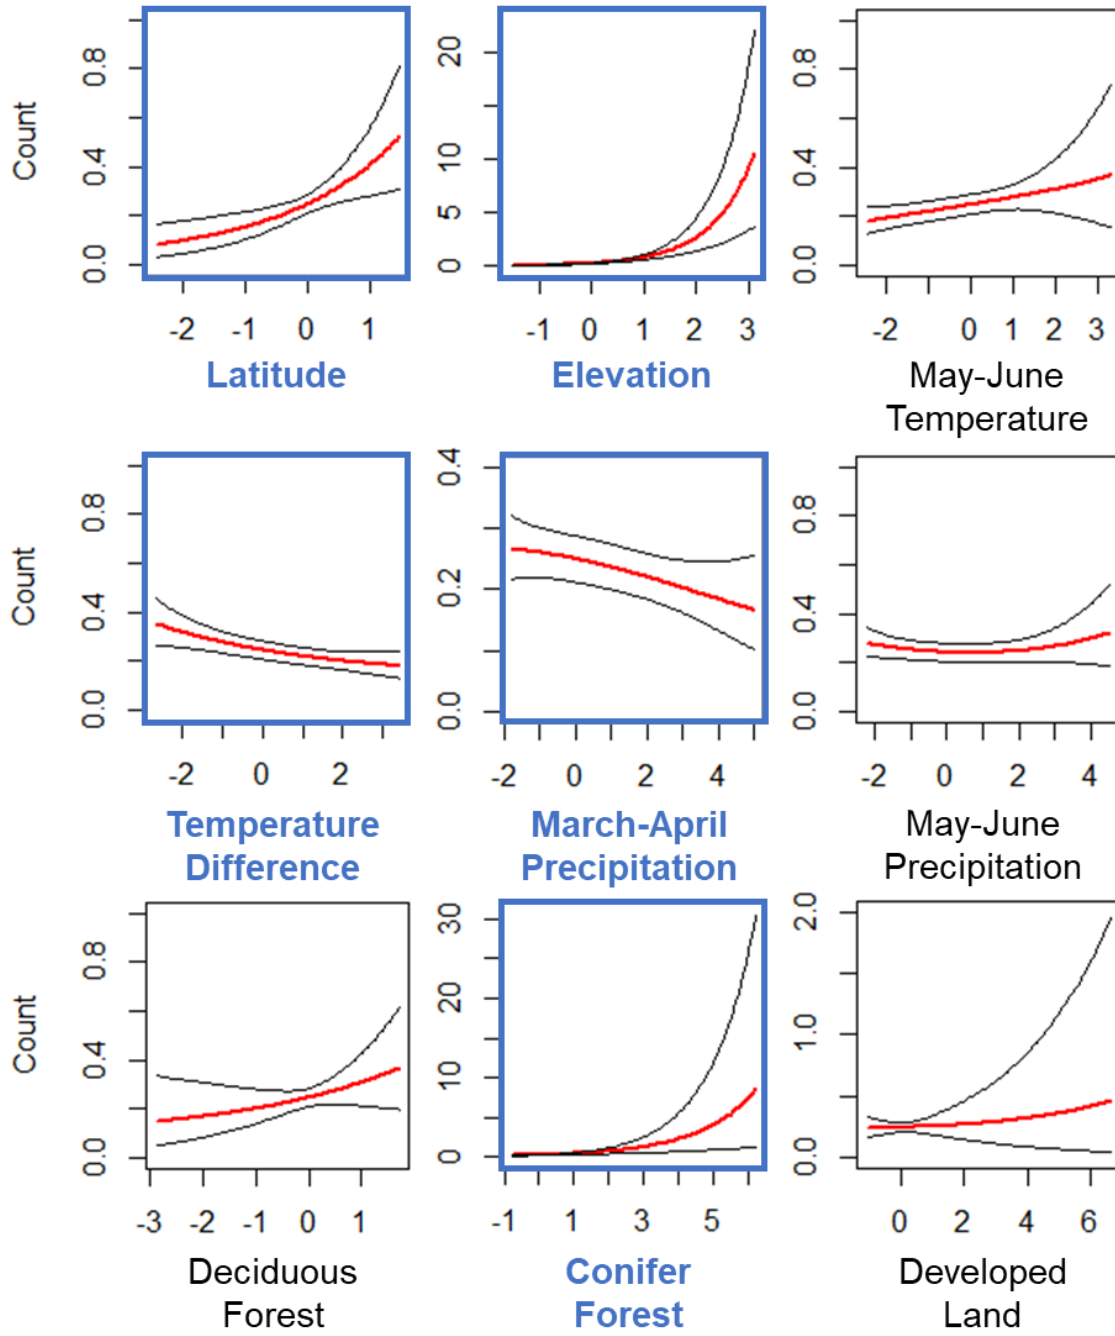 Count
0.0 0.4 0.8
0 5 10 20
0.0 0.4 0.8
-2 -1 0 1
-1 0 1 2 3
-2 0 1 2 3
Latitude
Elevation
May-June
Temperature
Count
0.0 0.4 0.8
0.0 0.2 0.4
0.0 0.4 0.8
-2 0 2
-2 0 2 4
-2 0 2 4
Temperature
Difference
March-April
Precipitation
May-June
Precipitation
Count
0.0 0.4 0.8
0 10 20 30
0.0 1.0 2.0
-3 -2 -1 0 1
-1 1 3 5
0 2 4 6
Deciduous
Forest
Conifer
Forest
Developed
Land